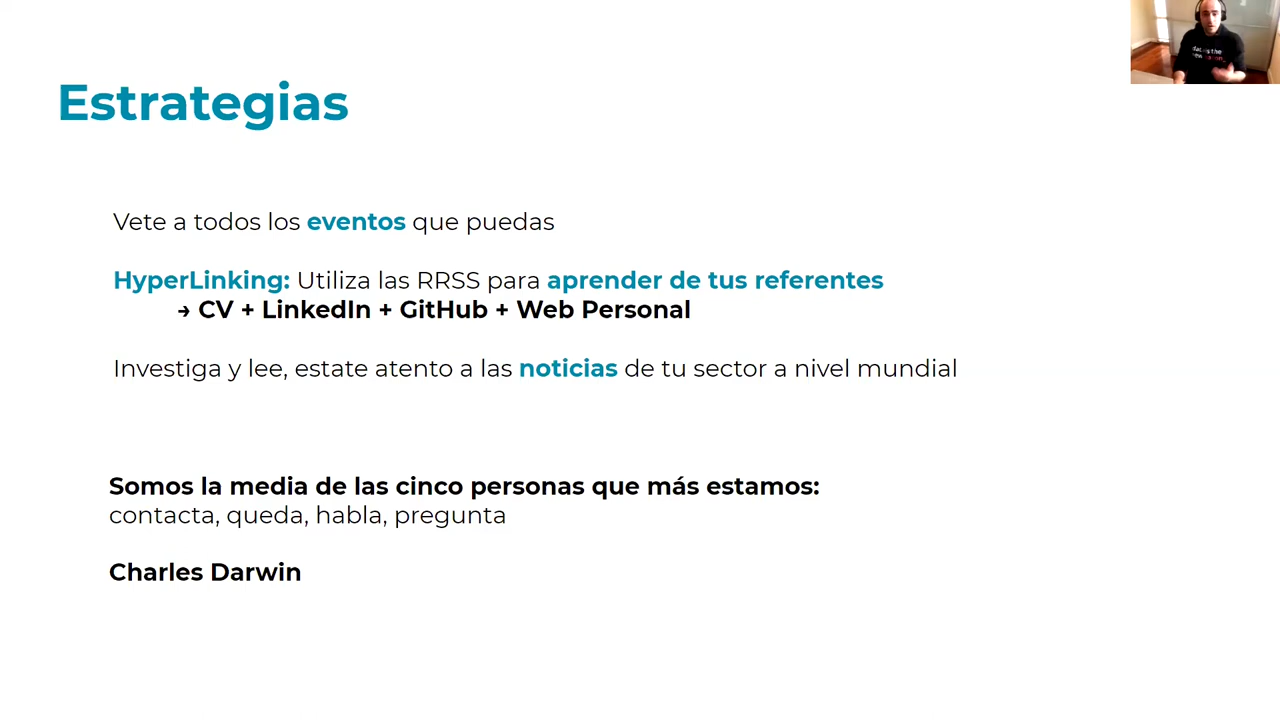 Estrategias
Vete a todos los eventos que puedas
HyperLinking: Utiliza las RRSS para aprender de tus referentes
→ CV + LinkedIn + GitHub + Web Personal
Investiga y lee, estate atento a las noticias de tu sector a nivel mundial
Somos la media de las cinco personas que más estamos:
contacta, queda, habla, pregunta
Charles Darwin